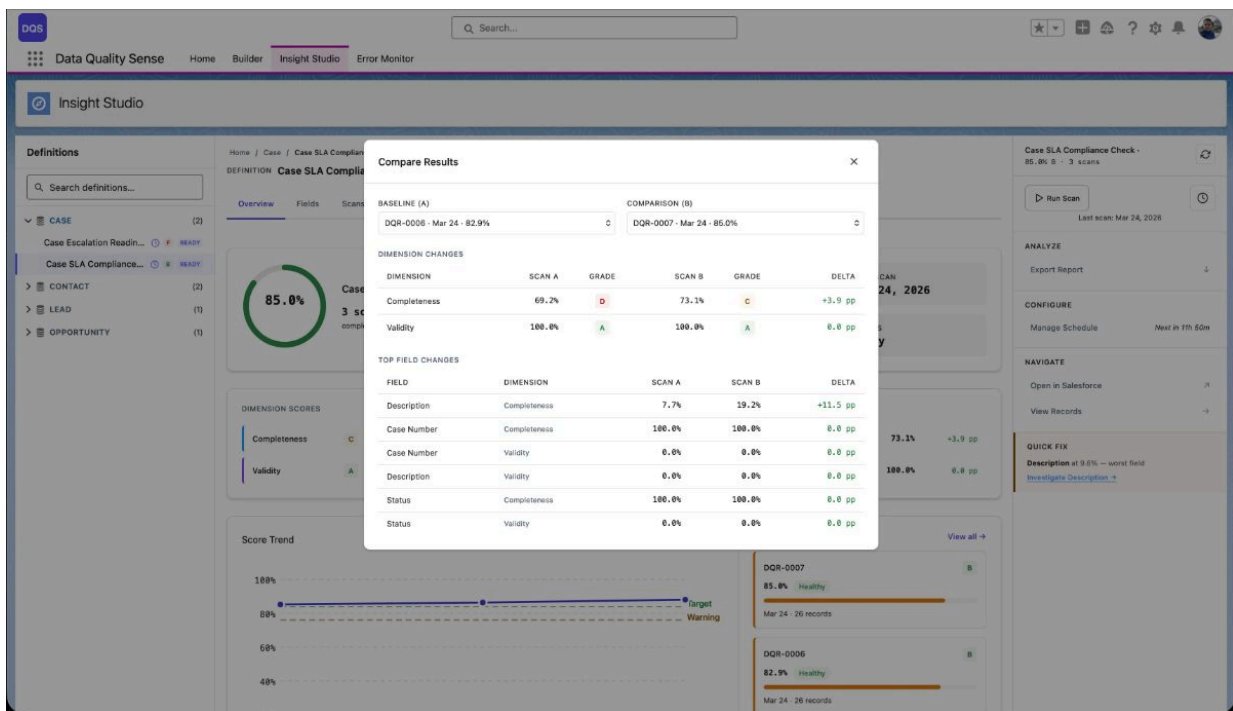 DQS
Search...
Data Quality Sense
Home
Builder
Insight Studio
Error Monitor
Insight Studio
Definitions
Search definitions...
CASE (2)
Case Escalation Readin... F READY
Case SLA Compliance... B READY
CONTACT (2)
LEAD (1)
OPPORTUNITY (1)
Home / Case / Case SLA Complian
DEFINITION Case SLA Complia
Overview Fields Scans
85.0%
Case
3 sc
comple
CAN
24, 2026
y
DIMENSION SCORES
Completeness C 73.1% +3.9 pp
Validity A 100.0% 0.0 pp
Score Trend
100%
80%
60%
40%
Target
Warning
View all →
DQR-0007 B
85.0% Healthy
Mar 24 · 26 records
DQR-0006 B
82.9% Healthy
Mar 24 · 26 records
Compare Results
BASELINE (A) COMPARISON (B)
DQR-0006 · Mar 24 · 82.9% DQR-0007 · Mar 24 · 85.0%
DIMENSION CHANGES
DIMENSION SCAN A GRADE SCAN B GRADE DELTA
Completeness 69.2% D 73.1% C +3.9 pp
Validity 100.0% A 100.0% A 0.0 pp
TOP FIELD CHANGES
FIELD DIMENSION SCAN A SCAN B DELTA
Description Completeness 7.7% 19.2% +11.5 pp
Case Number Completeness 100.0% 100.0% 0.0 pp
Case Number Validity 0.0% 0.0% 0.0 pp
Description Validity 0.0% 0.0% 0.0 pp
Status Completeness 100.0% 100.0% 0.0 pp
Status Validity 0.0% 0.0% 0.0 pp
Case SLA Compliance Check ·
85.0% B · 3 scans
Run Scan
Last scan: Mar 24, 2026
ANALYZE
Export Report
CONFIGURE
Manage Schedule Next in 11h 50m
NAVIGATE
Open in Salesforce
View Records
QUICK FIX
Description at 9.6% — worst field
Investigate Description →